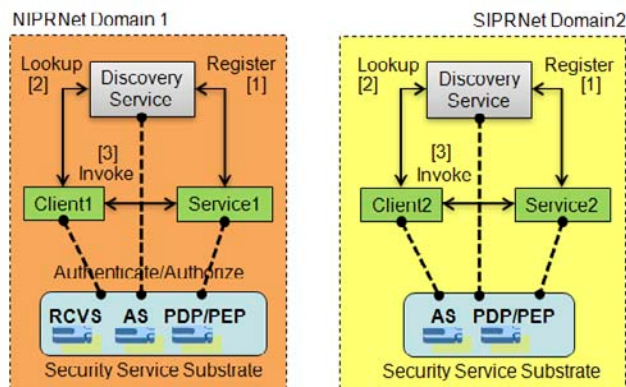 NIPRNet Domain 1
Lookup
[2]
Discovery
Service
Register
[1]
[3]
Invoke
Client1
Service1
Authenticate/Authorize
RCVS AS PDP/PEP
Security Service Substrate
SIPRNet Domain2
Lookup
[2]
Discovery
Service
Register
[1]
[3]
Invoke
Client2
Service2
AS PDP/PEP
Security Service Substrate